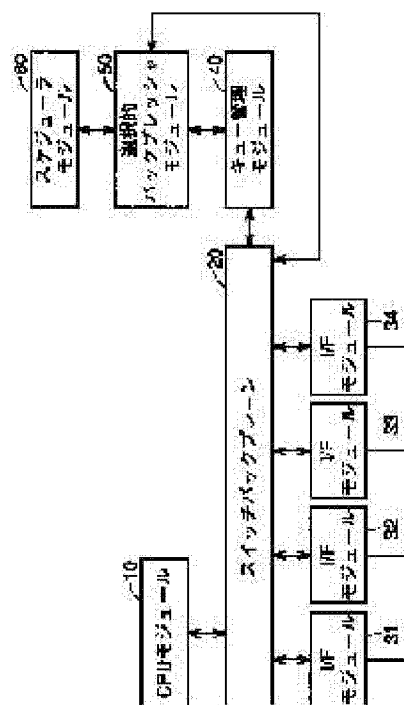 60
スケジューラ
モジュール
50
選択的
バックプレッシャ
モジュール
40
キュー管理
モジュール
20
スイッチバックプレーン
10
CPUモジュール
I/F
モジュール
31
I/F
モジュール
32
I/F
モジュール
33
I/F
モジュール
34